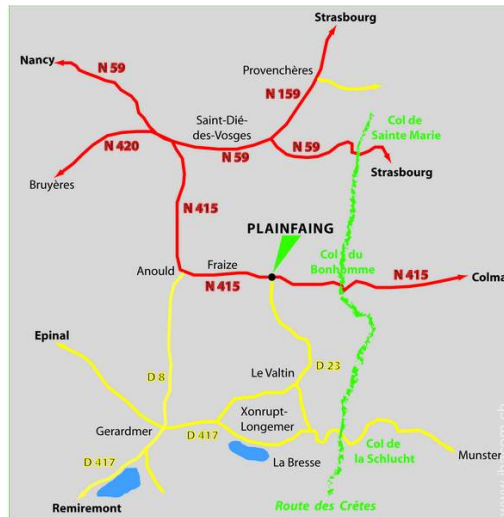 Strasbourg
Nancy
N 59
Provenchères
N 159
Col de
Sainte Marie
Saint-Dié-
des-Vosges
N 420
N 59
N 59
Bruyères
Strasbourg
N 415
PLAINFAING
Anould
Fraize
Col du
Bonhomme
N 415
N 415
Colma
Epinal
D 8
D 23
Le Valtin
Xonrupt-
Longemer
Gerardmer
D 417
D 417
La Bresse
Col de
la Schlucht
Munster
Remiremont
Route des Crêtes